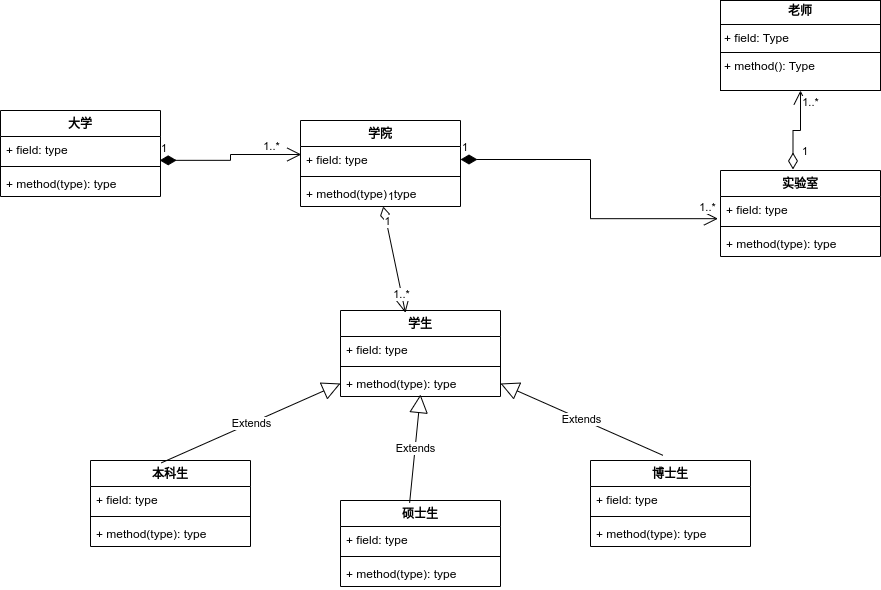 老师
+ field: Type
+ method(): Type
1..*
1
实验室
+ field: type
+ method(type): type
大学
+ field: type
+ method(type): type
1
1..*
学院
+ field: type
+ method(type): type
1
1..*
1
1
1..*
学生
+ field: type
+ method(type): type
Extends
Extends
Extends
本科生
+ field: type
+ method(type): type
硕士生
+ field: type
+ method(type): type
博士生
+ field: type
+ method(type): type